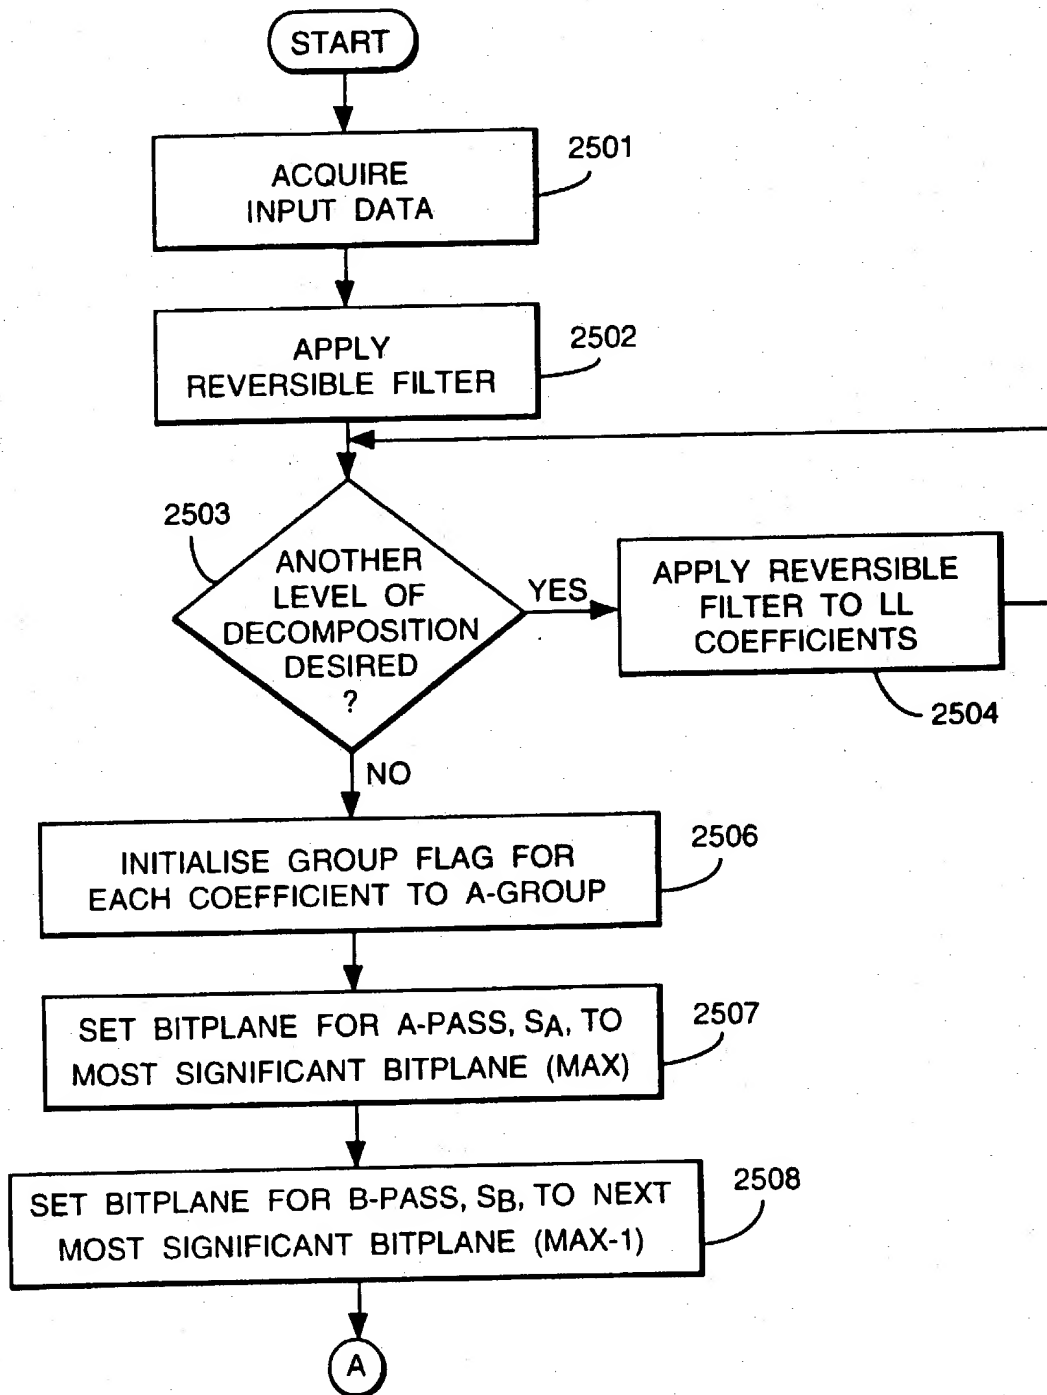 START
ACQUIRE
INPUT DATA
2501
APPLY
REVERSIBLE FILTER
2502
2503
ANOTHER
LEVEL OF
DECOMPOSITION
DESIRED
?
YES
APPLY REVERSIBLE
FILTER TO LL
COEFFICIENTS
2504
NO
INITIALISE GROUP FLAG FOR
EACH COEFFICIENT TO A-GROUP
2506
SET BITPLANE FOR A-PASS, SA, TO
MOST SIGNIFICANT BITPLANE (MAX)
2507
SET BITPLANE FOR B-PASS, SB, TO NEXT
MOST SIGNIFICANT BITPLANE (MAX-1)
2508
A